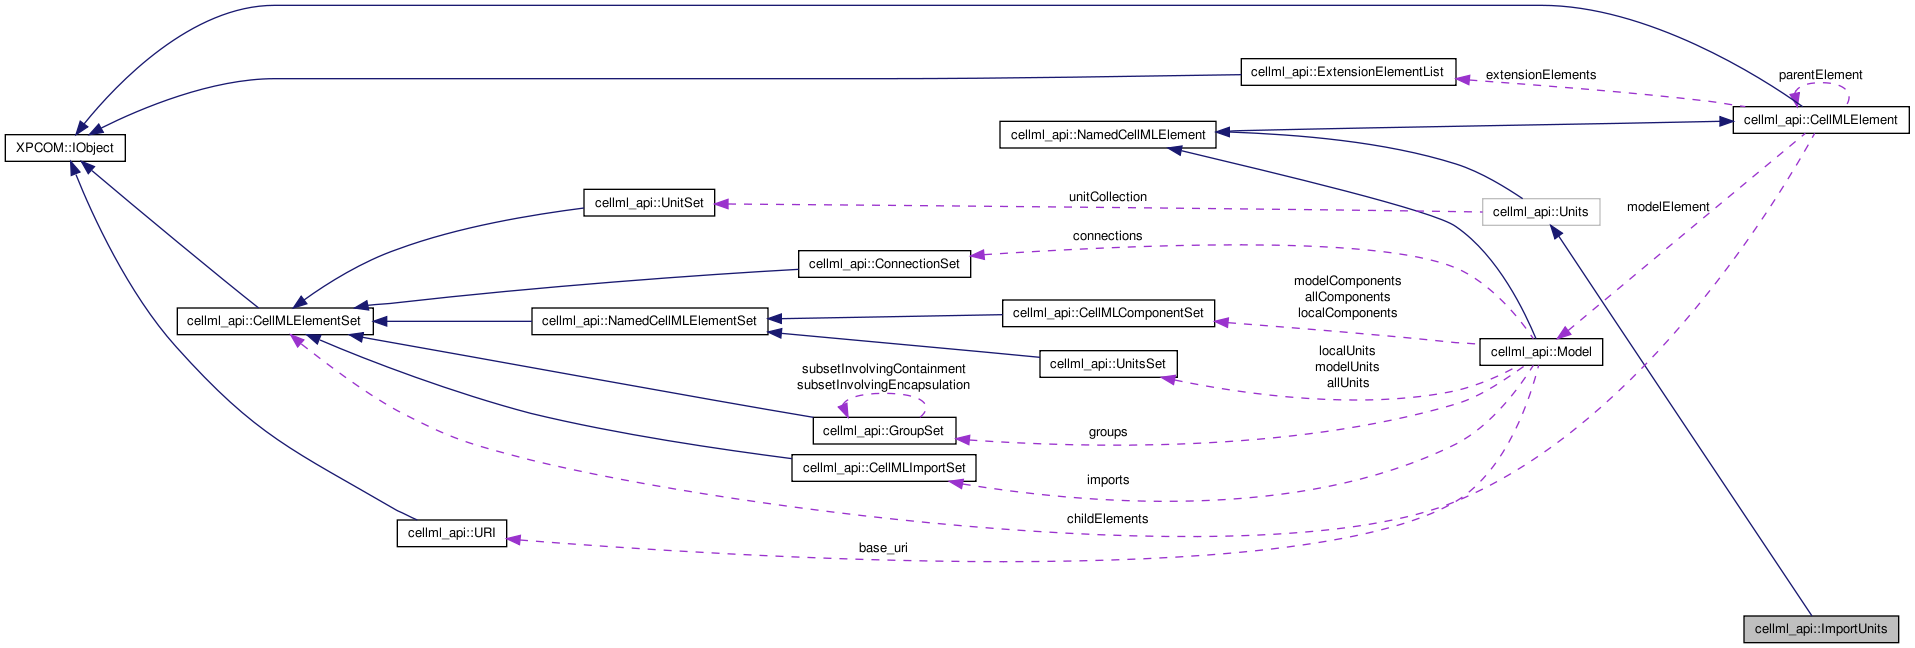 cellml_api::ExtensionElementList
extensionElements
parentElement
cellml_api::CellMLElement
cellml_api::NamedCellMLElement
XPCOM::IObject
cellml_api::UnitSet
unitCollection
cellml_api::Units
modelElement
connections
cellml_api::ConnectionSet
modelComponents
allComponents
localComponents
cellml_api::CellMLElementSet
cellml_api::NamedCellMLElementSet
cellml_api::CellMLComponentSet
cellml_api::Model
localUnits
modelUnits
allUnits
cellml_api::UnitsSet
subsetInvolvingContainment
subsetInvolvingEncapsulation
cellml_api::GroupSet
groups
cellml_api::CellMLImportSet
imports
childElements
cellml_api::URI
base_uri
cellml_api::ImportUnits